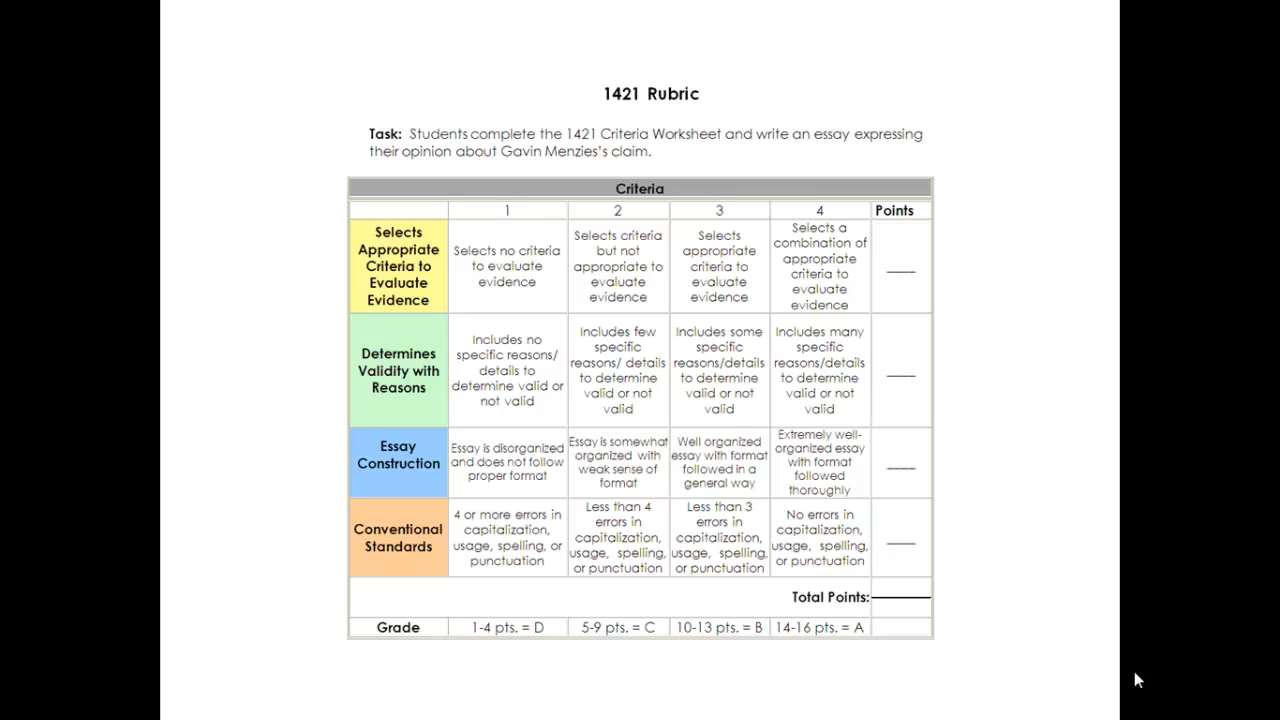 1421 Rubric
Task: Students complete the 1421 Criteria Worksheet and write an essay expressing
their opinion about Gavin Menzies's claim.
Criteria
1 2 3 4 Points
Selects
Appropriate
Criteria to
Evaluate
Evidence
Selects no criteria
to evaluate
evidence
Selects criteria
but not
appropriate to
evaluate
evidence
Selects
appropriate
criteria to
evaluate
evidence
Selects a
combination of
appropriate
criteria to
evaluate
evidence
Determines
Validity with
Reasons
Includes no
specific reasons/
details to
determine valid or
not valid
Includes few
specific
reasons/ details
to determine
valid or not
valid
Includes some
specific
reasons/details
to determine
valid or not
valid
Includes many
specific
reasons/details
to determine
valid or not
valid
Essay
Construction
Essay is disorganized
and does not follow
proper format
Essay is somewhat
organized with
weak sense of
format
Well organized
essay with format
followed in a
general way
Extremely well-
organized essay
with format
followed
thoroughly
Conventional
Standards
4 or more errors in
capitalization,
usage, spelling, or
punctuation
Less than 4
errors in
capitalization,
usage, spelling,
or punctuation
Less than 3
errors in
capitalization,
usage, spelling,
or punctuation
No errors in
capitalization,
usage, spelling,
or punctuation
Total Points:
Grade 1-4 pts. = D 5-9 pts. = C 10-13 pts. = B 14-16 pts. = A